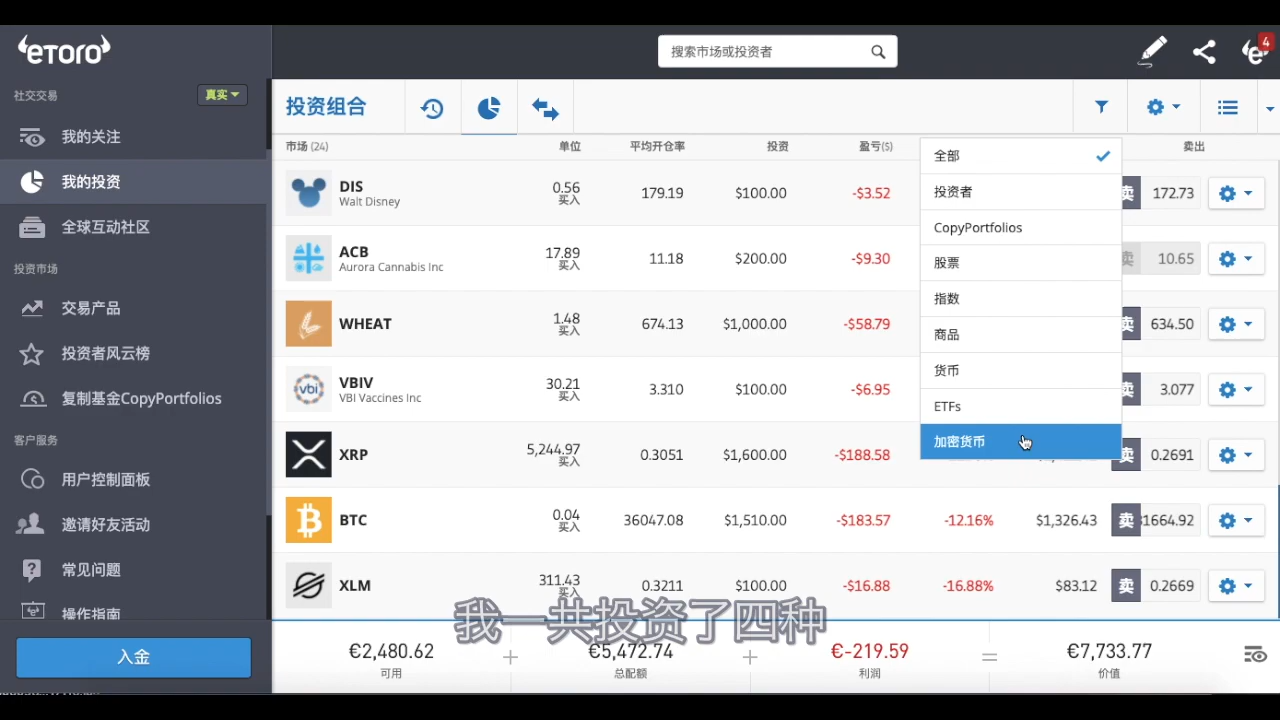 eTORO
搜索市场或投资者
4
社交交易
真实
我的关注
我的投资
全球互动社区
投资市场
交易产品
投资者风云榜
复制基金CopyPortfolios
客户服务
用户控制面板
邀请好友活动
常见问题
操作指南
入金
投资组合
市场 (24)
单位
平均开仓率
投资
盈亏($)
卖出
DIS
Walt Disney
0.56
买入
179.19
$100.00
-$3.52
卖
172.73
ACB
Aurora Cannabis Inc
17.89
买入
11.18
$200.00
-$9.30
卖
10.65
WHEAT
1.48
买入
674.13
$1,000.00
-$58.79
卖
634.50
VBIV
VBI Vaccines Inc
vbi
30.21
买入
3.310
$100.00
-$6.95
卖
3.077
XRP
5,244.97
买入
0.3051
$1,600.00
-$188.58
卖
0.2691
BTC
0.04
买入
36047.08
$1,510.00
-$183.57
-12.16%
$1,326.43
卖
1664.92
XLM
311.43
买入
0.3211
$100.00
-$16.88
-16.88%
$83.12
卖
0.2669
全部
投资者
CopyPortfolios
股票
指数
商品
货币
ETFs
加密货币
我一共投资了四种
€2,480.62
可用
+
€5,472.74
总配额
+
€-219.59
利润
=
€7,733.77
价值